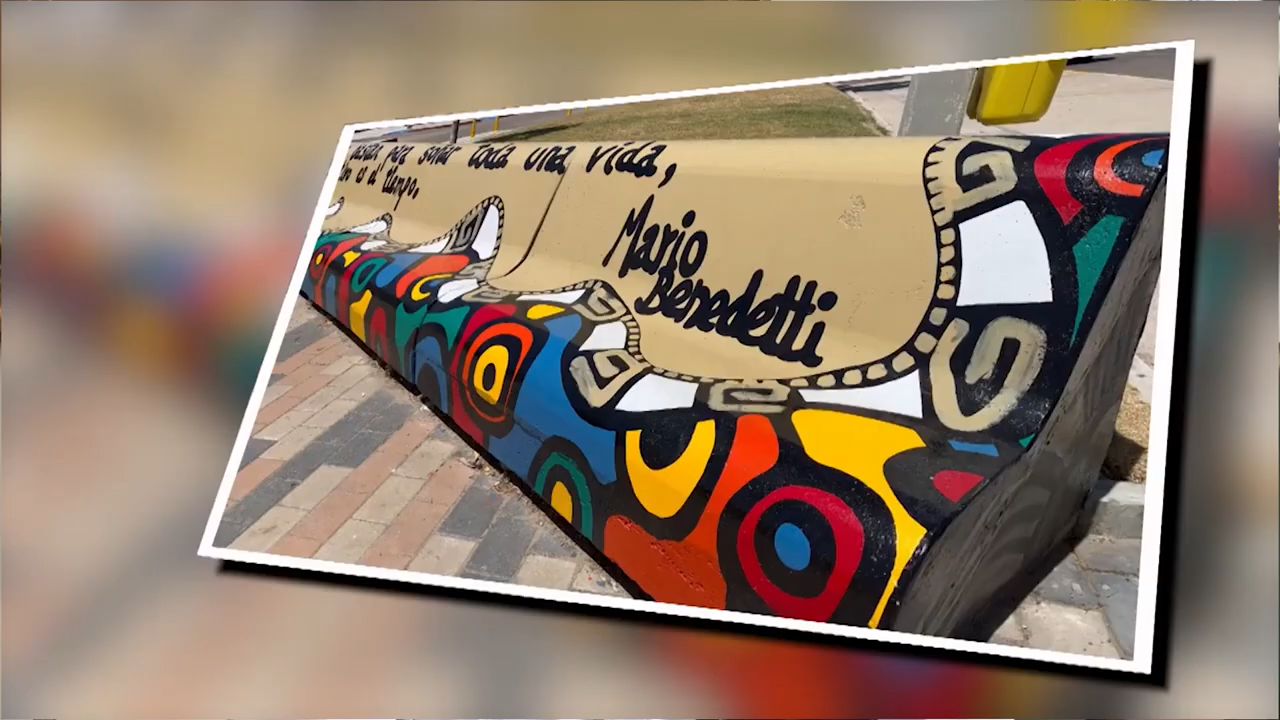 para soñar toda una vida,
es el tiempo.
Mario
Benedetti